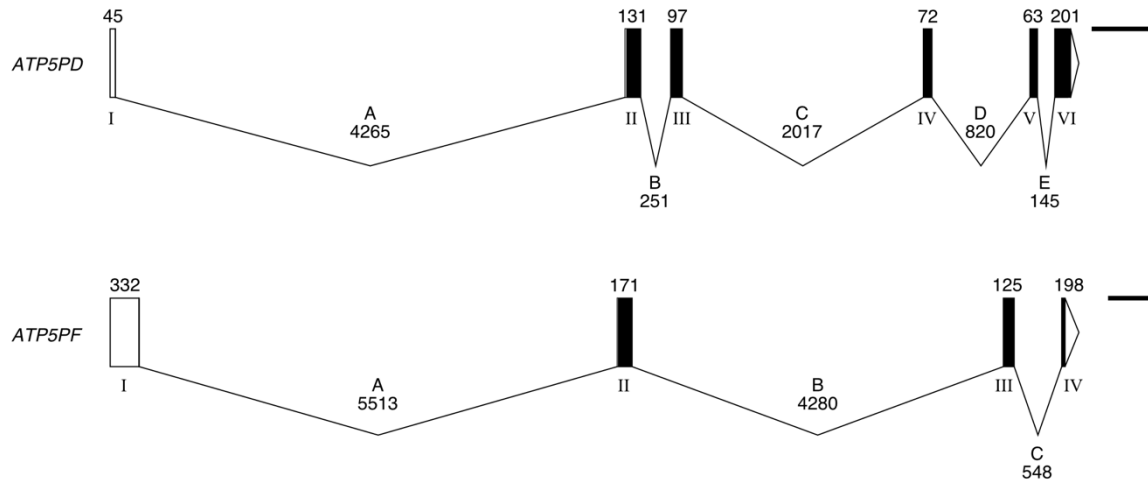 45 131 97 72 63 201
ATP5PD
I II III IV V VI
A C D
4265 2017 820
B E
251 145
332 171 125 198
ATP5PF
I II III IV
A B
5513 4280
C
548